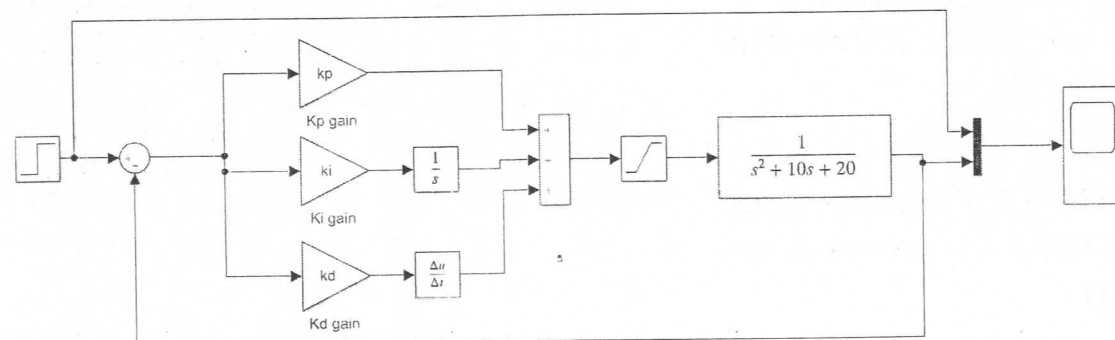 kp
Kp gain
ki
Ki gain
1
s
kd
Kd gain
Δu
Δt
+
-
+
+
1
s² + 10s + 20